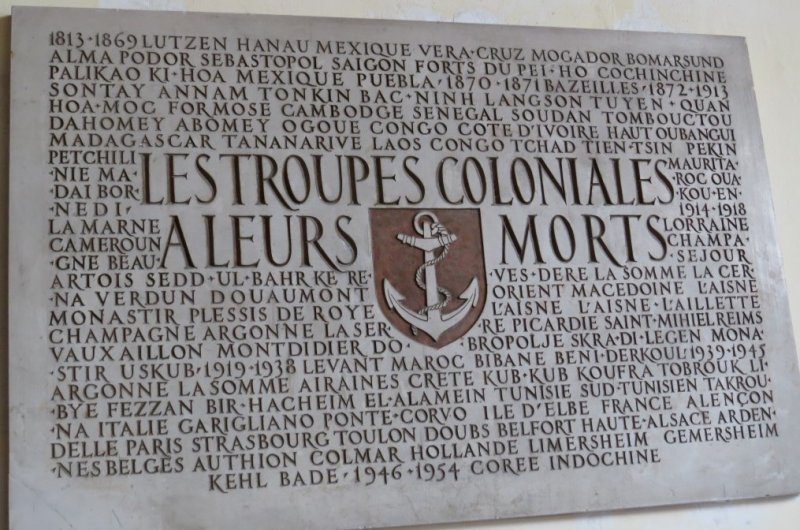 1813·1869 LUTZEN HANAU MEXIQUE VERA·CRUZ MOGADOR BOMARSUND
ALMA PODOR SEBASTOPOL SAIGON FORTS DU PEI·HO COCHINCHINE
PALIKAO KI·HOA MEXIQUE PUEBLA·1870·1871 BAZEILLES·1872·1913
SONTAY ANNAM TONKIN BAC·NINH LANGSON TUYEN·QUAN
HOA·MOC FORMOSE CAMBODGE SENEGAL SOUDAN TOMBOUCTOU
DAHOMEY ABOMEY OGOUE CONGO COTE D'IVOIRE HAUT OUBANGUI
MADAGASCAR TANANARIVE LAOS CONGO TCHAD TIEN·TSIN PEKIN
PETCHILI MAURITA·
·NIE MA· ROC OUA·
DAI BOR· KOU·EN·
NEDI· 1914·1918
LES TROUPES COLONIALES
A LEURS MORTS
LA MARNE LORRAINE
CAMEROUN CHAMPA·
·GNE BEAU· ·SEJOUR
ARTOIS SEDD·UL·BAHR KE RE· VES·DERE LA SOMME LA CER·
·NA VERDUN DOUAUMONT ORIENT MACEDOINE L'AISNE
MONASTIR PLESSIS DE ROYE L'AISNE L'AISNE·L'AILLETTE
CHAMPAGNE ARGONNE LA SER· ·RE PICARDIE SAINT·MIHIEL REIMS
VAUXAILLON MONTDIDIER DO· BROPOLJE SKRA·DI·LEGEN MONA·
·STIR USKUB·1919·1938 LEVANT MAROC BIBANE BENI·DERKOUL·1939·1945
ARGONNE LA SOMME AIRAINES CRETE KUB·KUB KOUFRA TOBROUK LI·
·BYE FEZZAN BIR·HACHEIM EL·ALAMEIN TUNISIE SUD·TUNISIEN TAKROU·
·NA ITALIE GARIGLIANO PONTE·CORVO ILE D'ELBE FRANCE ALENÇON
DELLE PARIS STRASBOURG TOULON DOUBS BELFORT HAUTE·ALSACE ARDEN·
·NES BELGES AUTHION COLMAR HOLLANDE LIMERSHEIM GEMERSHEIM
KEHL BADE·1946·1954 COREE INDOCHINE